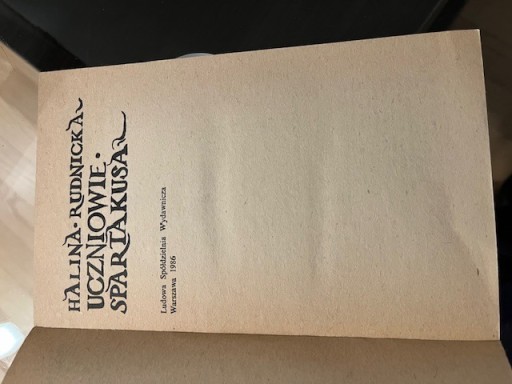 HALINA · RUDNICKA
UCZNIOWIE ·
SPARTAKUSA
Ludowa Spółdzielnia Wydawnicza
Warszawa 1986